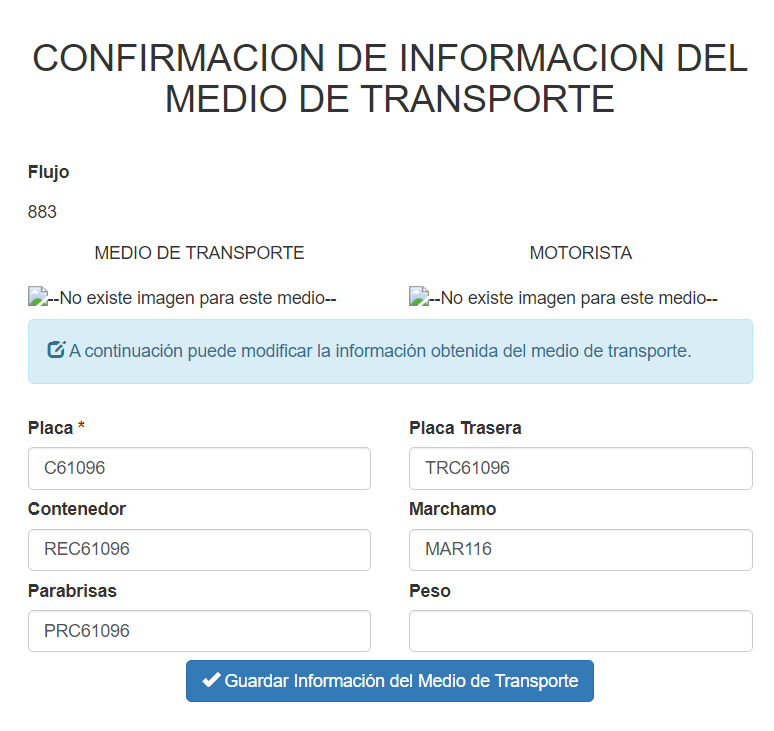 CONFIRMACION DE INFORMACION DEL
MEDIO DE TRANSPORTE
Flujo
883
MEDIO DE TRANSPORTE
MOTORISTA
--No existe imagen para este medio--
--No existe imagen para este medio--
A continuación puede modificar la información obtenida del medio de transporte.
Placa *
Placa Trasera
C61096
TRC61096
Contenedor
Marchamo
REC61096
MAR116
Parabrisas
Peso
PRC61096
Guardar Información del Medio de Transporte